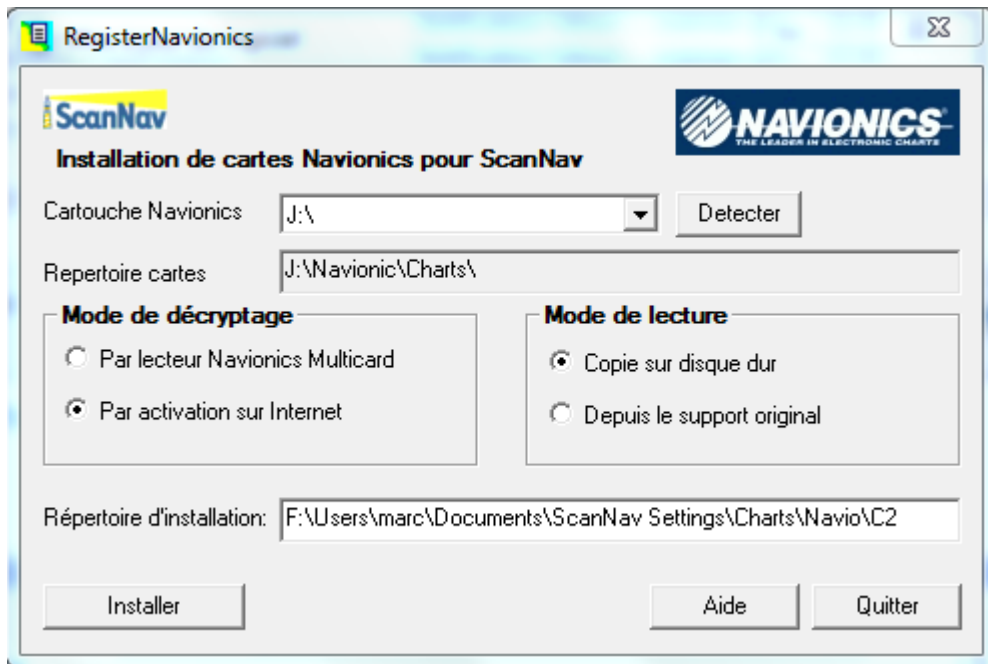 RegisterNavionics
ScanNav
NAVIONICS®
THE LEADER IN ELECTRONIC CHARTS
Installation de cartes Navionics pour ScanNav
Cartouche Navionics J:\ Detecter
Repertoire cartes J:\Navionic\Charts\
Mode de décryptage Mode de lecture
Par lecteur Navionics Multicard Copie sur disque dur
Par activation sur Internet Depuis le support original
Répertoire d'installation: F:\Users\marc\Documents\ScanNav Settings\Charts\Navio\C2
Installer Aide Quitter